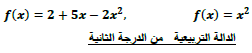 f(x) = 2 + 5x − 2x², f(x) = x²
الدالة التربيعية من الدرجة الثانية